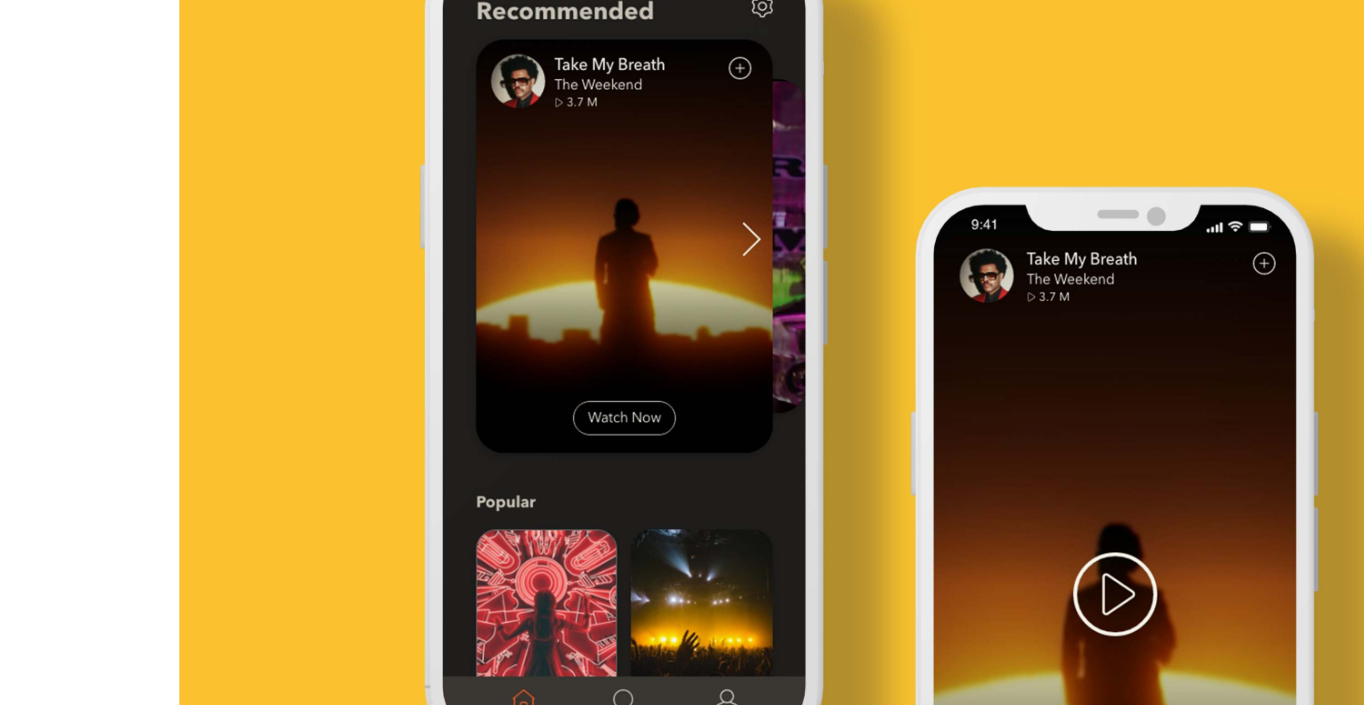 Recommended
Take My Breath
The Weekend
3.7 M
Watch Now
Popular
9:41
Take My Breath
The Weekend
3.7 M